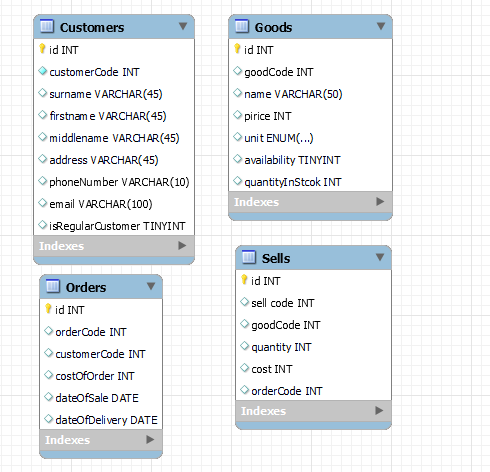 Customers
id INT
customerCode INT
surname VARCHAR(45)
firstname VARCHAR(45)
middlename VARCHAR(45)
address VARCHAR(45)
phoneNumber VARCHAR(10)
email VARCHAR(100)
isRegularCustomer TINYINT
Indexes
Goods
id INT
goodCode INT
name VARCHAR(50)
pirice INT
unit ENUM(...)
availability TINYINT
quantityInStcok INT
Indexes
Orders
id INT
orderCode INT
customerCode INT
costOfOrder INT
dateOfSale DATE
dateOfDelivery DATE
Indexes
Sells
id INT
sell code INT
goodCode INT
quantity INT
cost INT
orderCode INT
Indexes